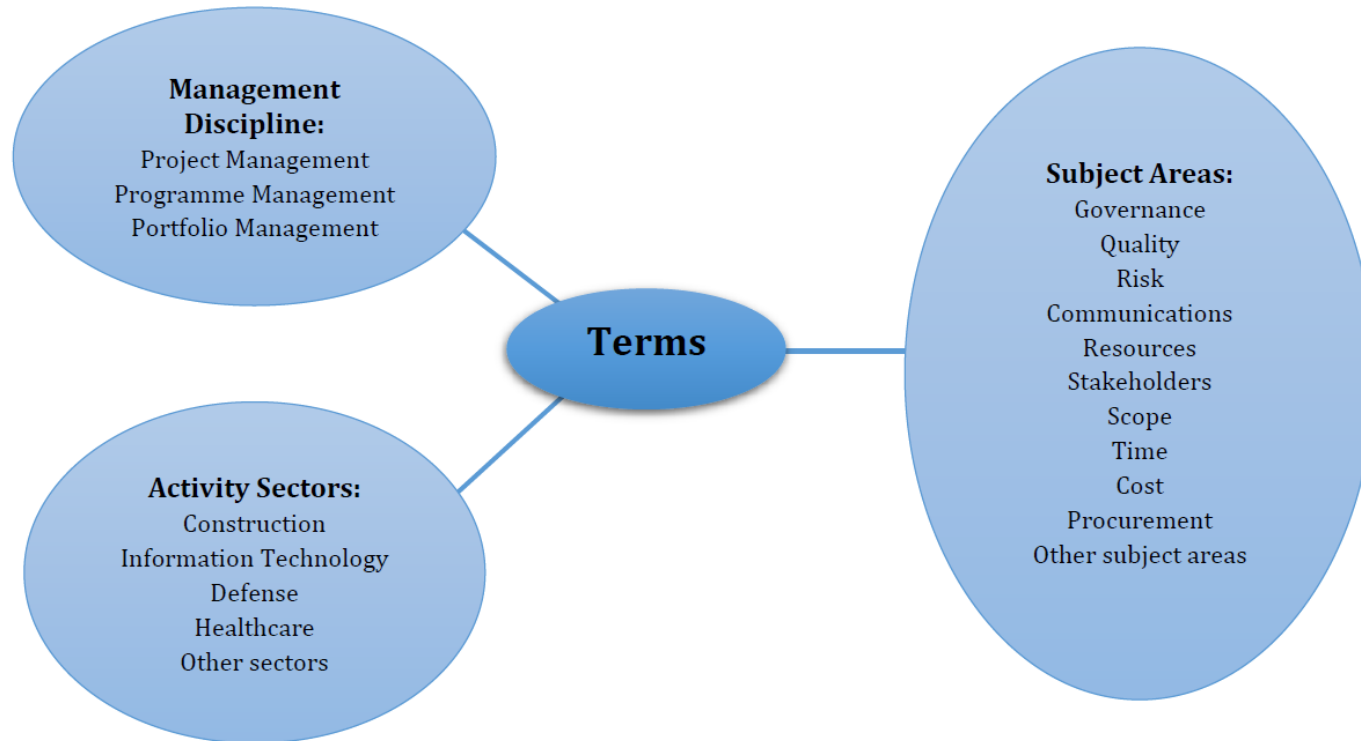 Management
Discipline:
Project Management
Programme Management
Portfolio Management
Terms
Subject Areas:
Governance
Quality
Risk
Communications
Resources
Stakeholders
Scope
Time
Cost
Procurement
Other subject areas
Activity Sectors:
Construction
Information Technology
Defense
Healthcare
Other sectors